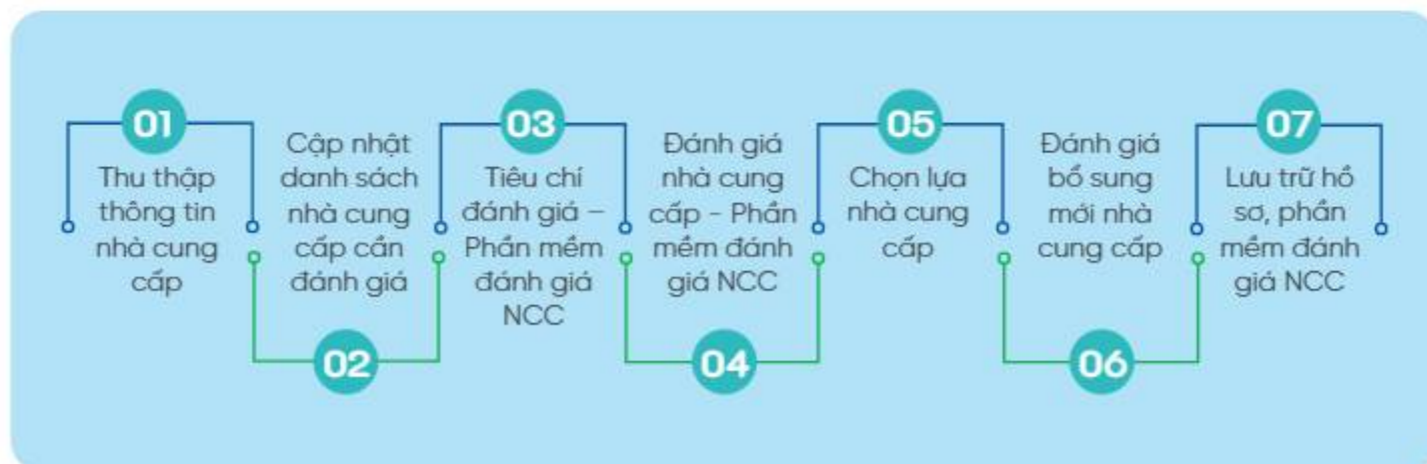 01
Thu thập
thông tin
nhà cung
cấp
Cập nhật
danh sách
nhà cung
cấp cần
đánh giá
02
03
Tiêu chí
đánh giá –
Phần mềm
đánh giá
NCC
Đánh giá
nhà cung
cấp - Phần
mềm đánh
giá NCC
04
05
Chọn lựa
nhà cung
cấp
Đánh giá
bổ sung
mới nhà
cung cấp
06
07
Lưu trữ hồ
sơ, phần
mềm đánh
giá NCC